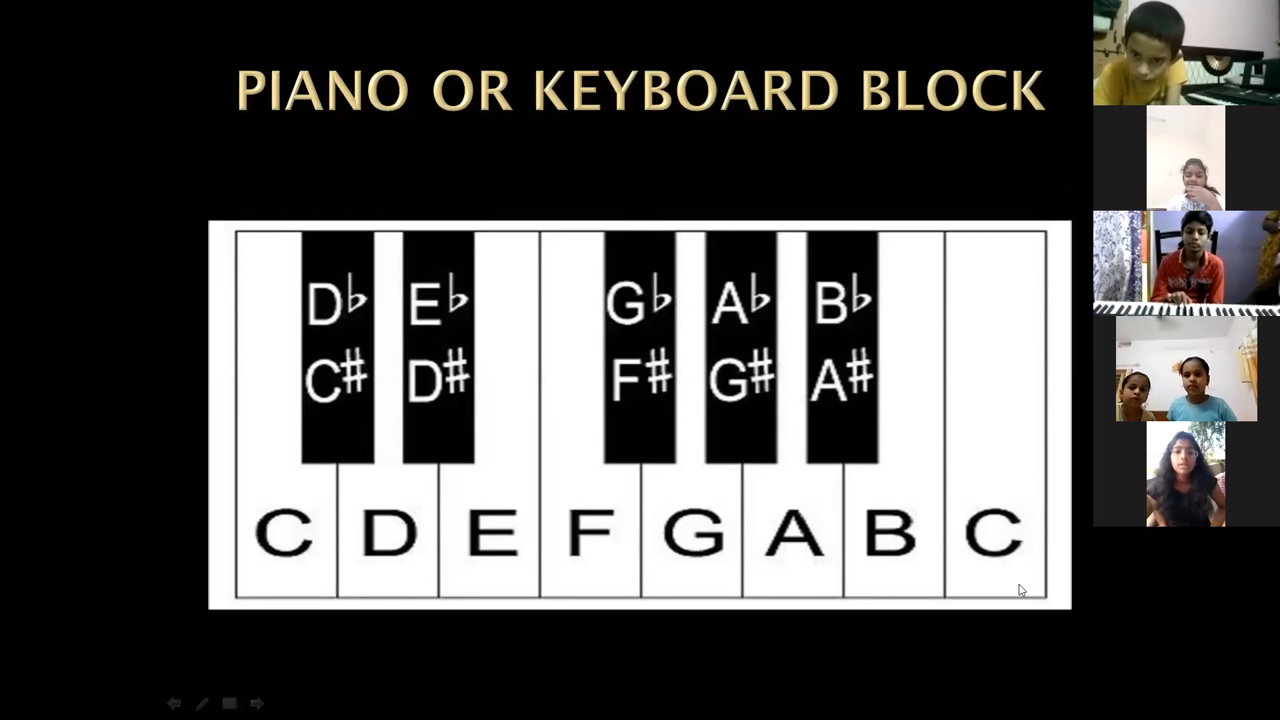 PIANO OR KEYBOARD BLOCK
D♭ E♭ G♭ A♭ B♭
C# D# F# G# A#
C D E F G A B C